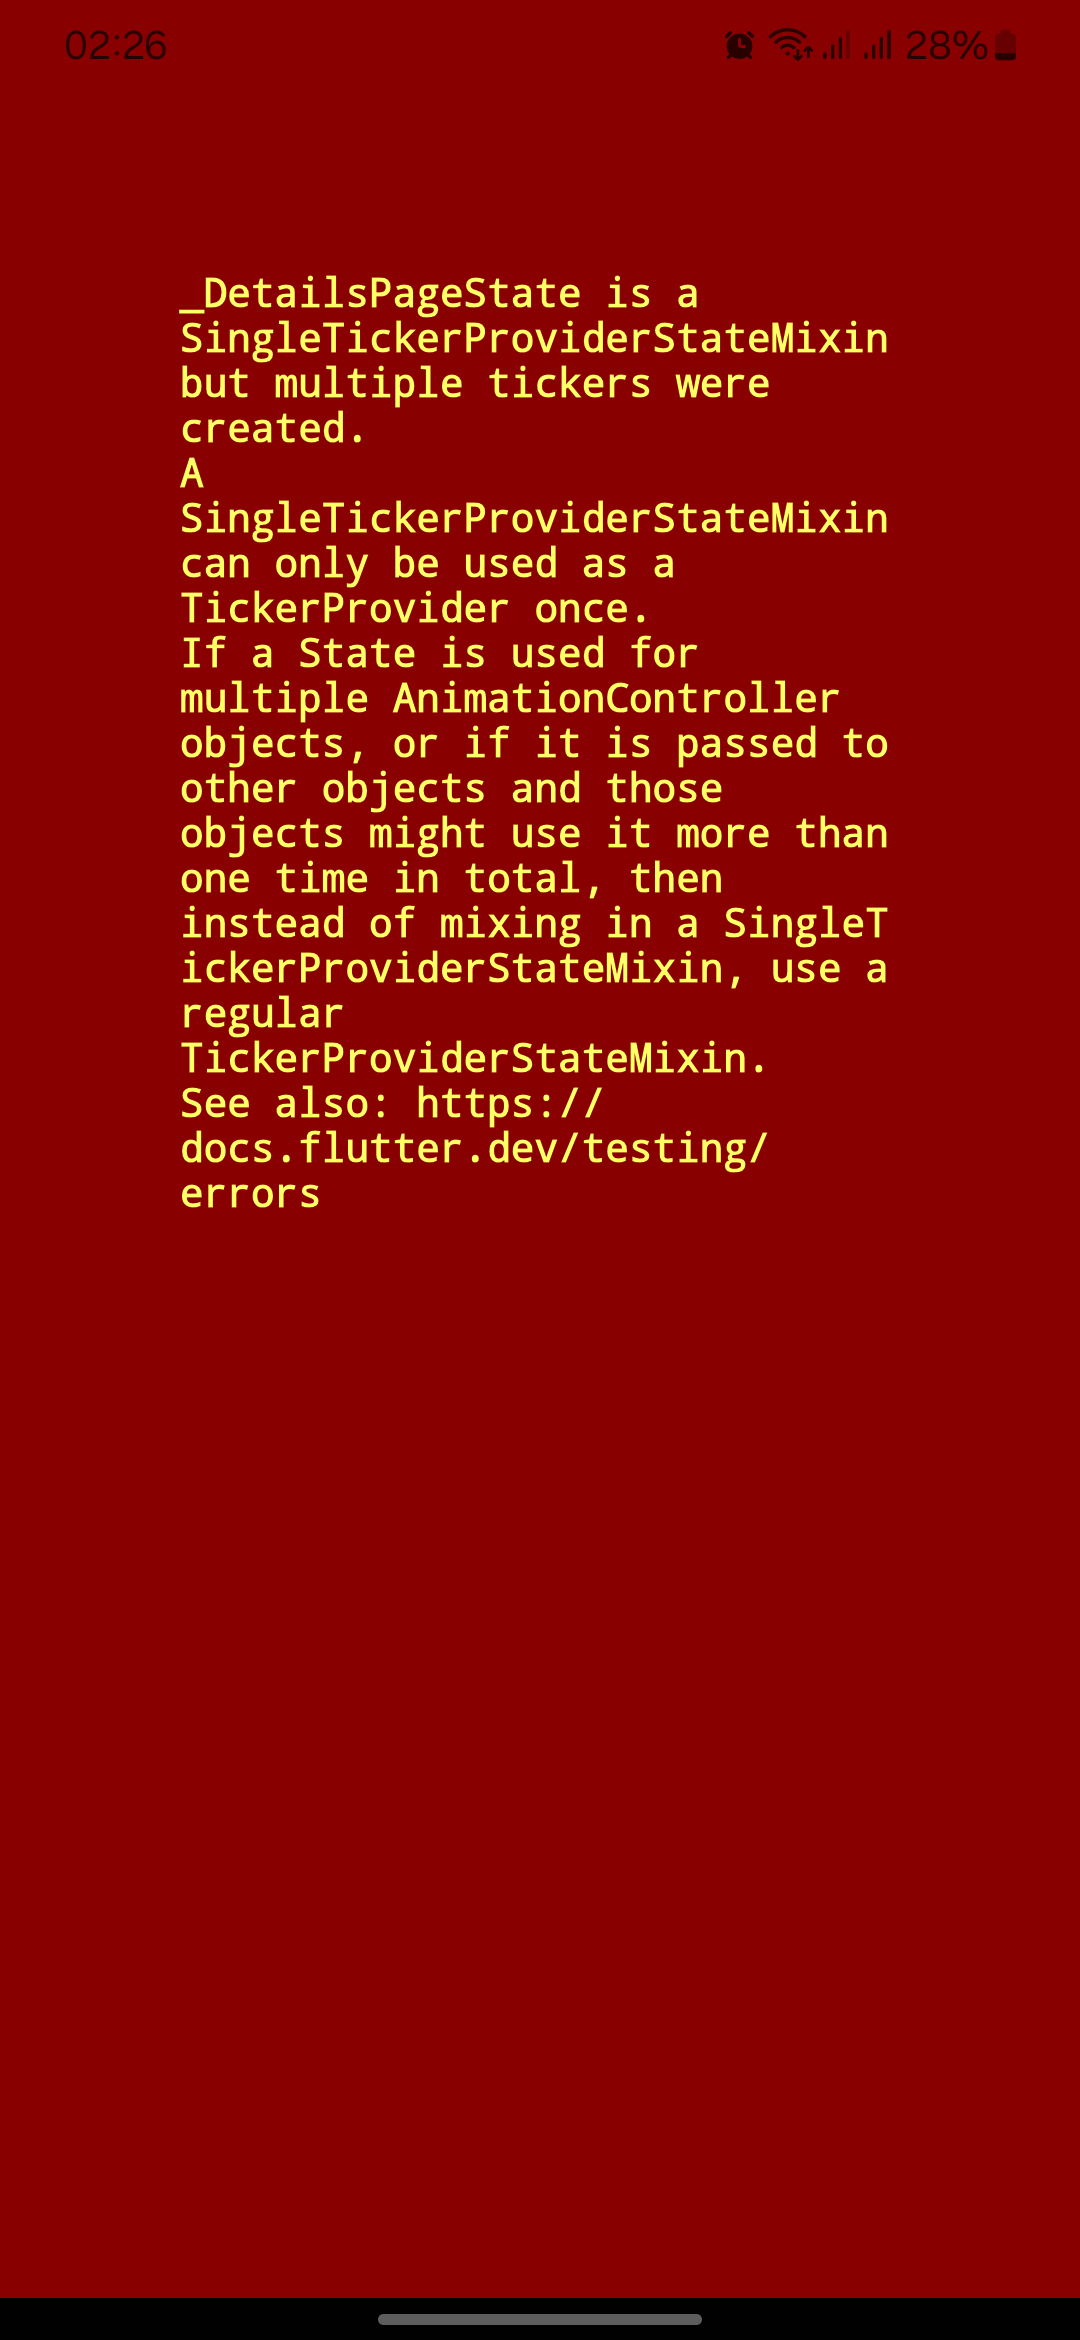 02:26
28%
_DetailsPageState is a
SingleTickerProviderStateMixin
but multiple tickers were
created.
A
SingleTickerProviderStateMixin
can only be used as a
TickerProvider once.
If a State is used for
multiple AnimationController
objects, or if it is passed to
other objects and those
objects might use it more than
one time in total, then
instead of mixing in a SingleT
ickerProviderStateMixin, use a
regular
TickerProviderStateMixin.
See also: https://
docs.flutter.dev/testing/
errors